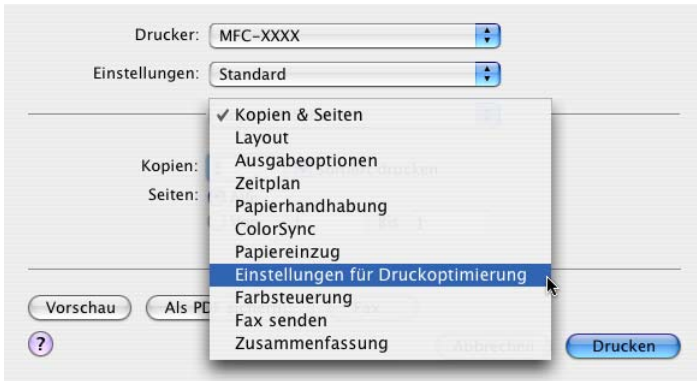 Drucker: MFC-XXXX
Einstellungen: Standard
✓ Kopien & Seiten
Layout
Ausgabeoptionen
Kopien:
Zeitplan
Seiten:
Papierhandhabung
ColorSync
Papiereinzug
Einstellungen für Druckoptimierung
Farbsteuerung
Vorschau Als PD
Fax senden
Zusammenfassung
? Abbrechen Drucken